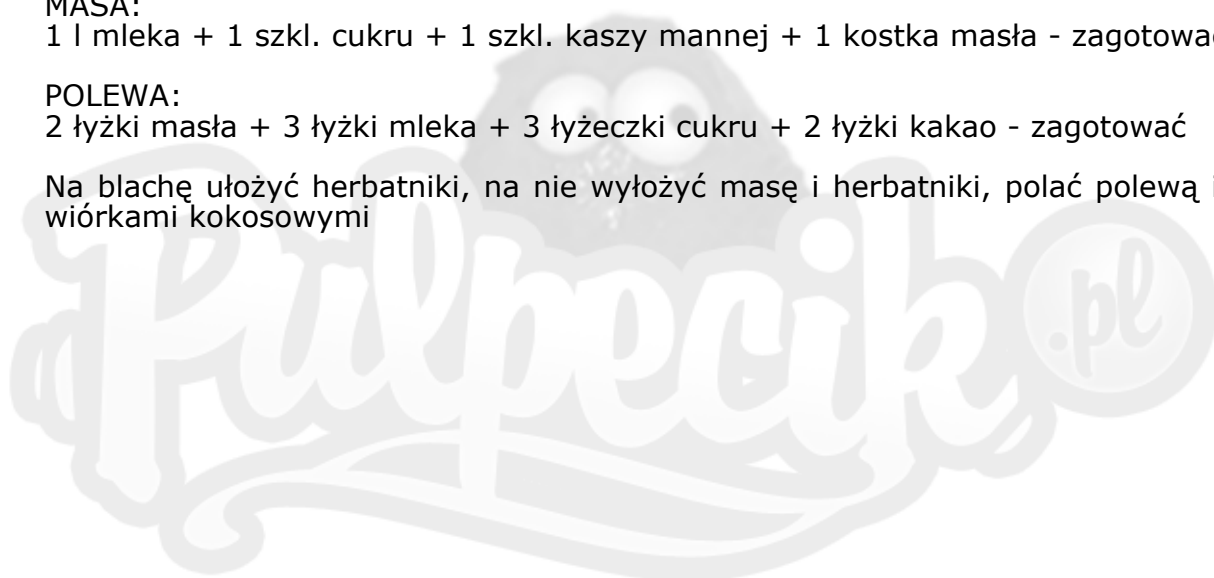 MASA:
1 l mleka + 1 szkl. cukru + 1 szkl. kaszy mannej + 1 kostka masła - zagotować
POLEWA:
2 łyżki masła + 3 łyżki mleka + 3 łyżeczki cukru + 2 łyżki kakao - zagotować
Na blachę ułożyć herbatniki, na nie wyłożyć masę i herbatniki, polać polewą i
wiórkami kokosowymi
Pulpecik.pl